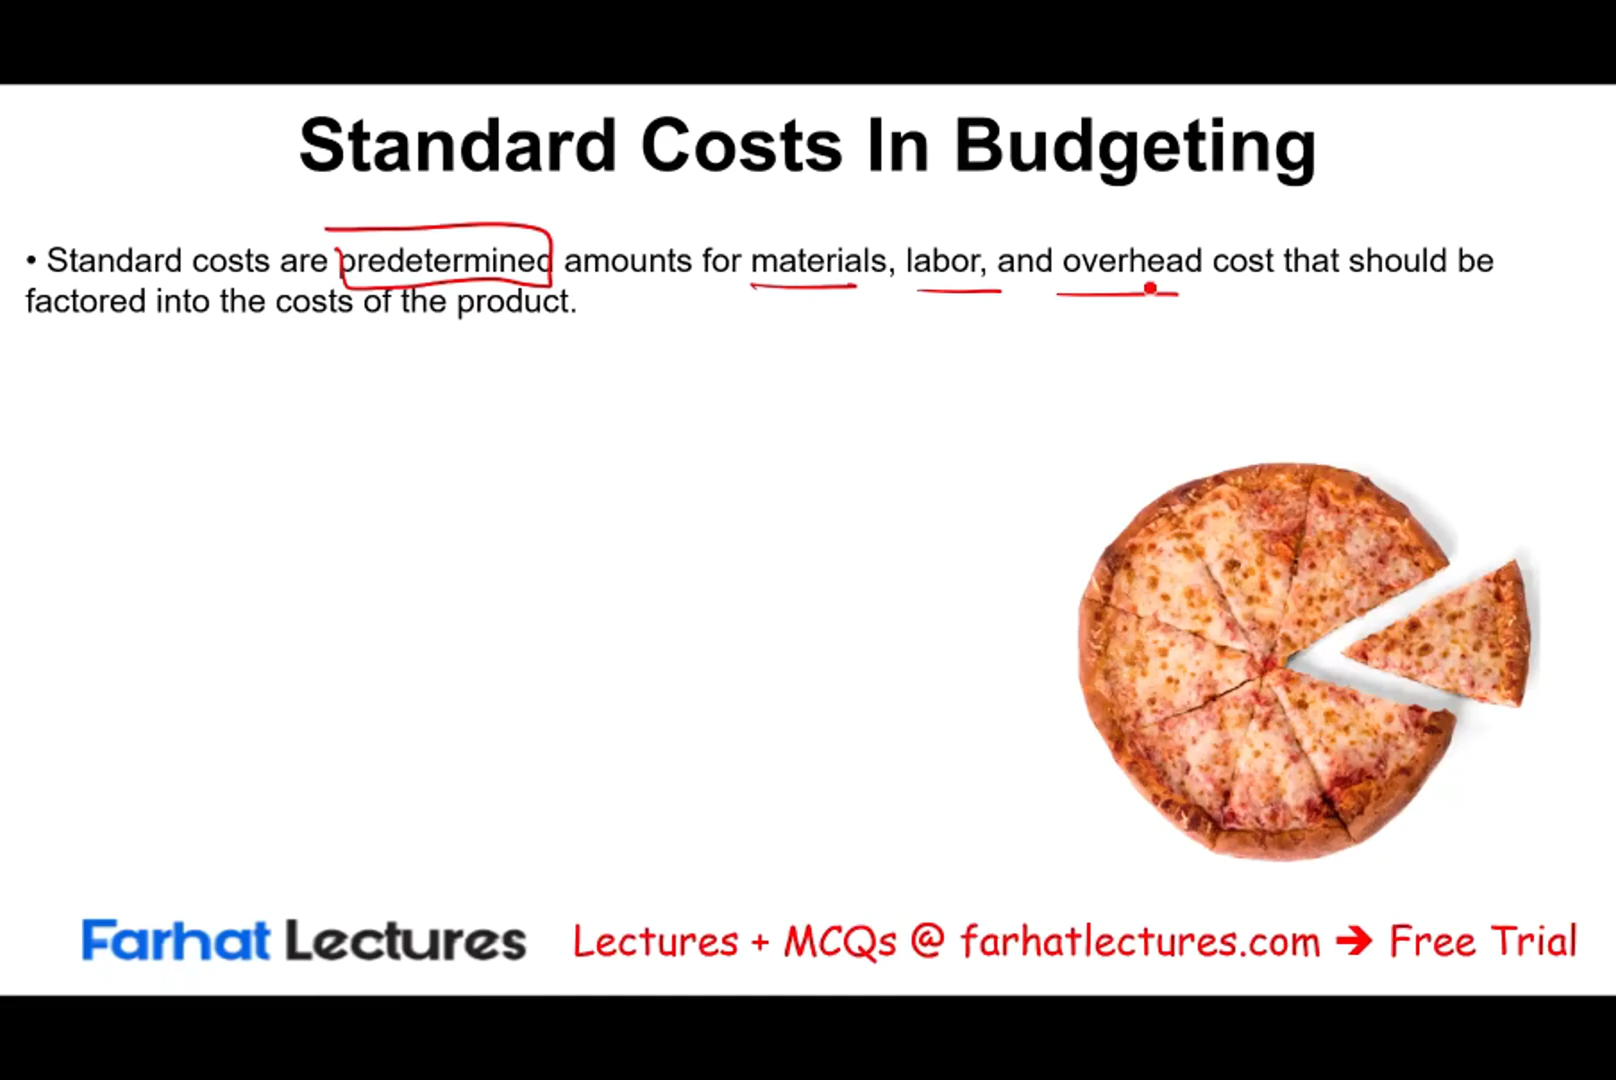 Standard Costs In Budgeting
• Standard costs are predetermined amounts for materials, labor, and overhead cost that should be
factored into the costs of the product.
Farhat Lectures
Lectures + MCQs @ farhatlectures.com ➔ Free Trial